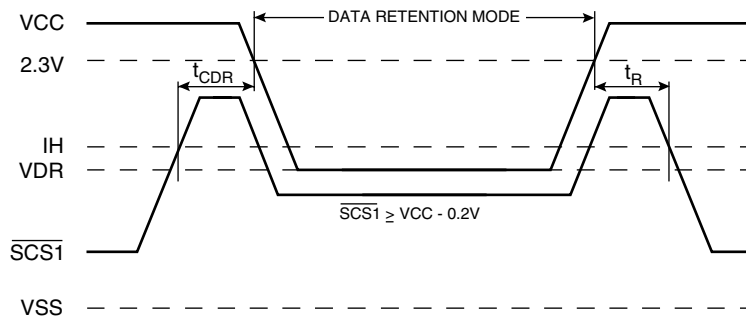 VCC
DATA RETENTION MODE
2.3V
tCDR
tR
IH
VDR
SCS1 ≥ VCC - 0.2V
SCS1
VSS